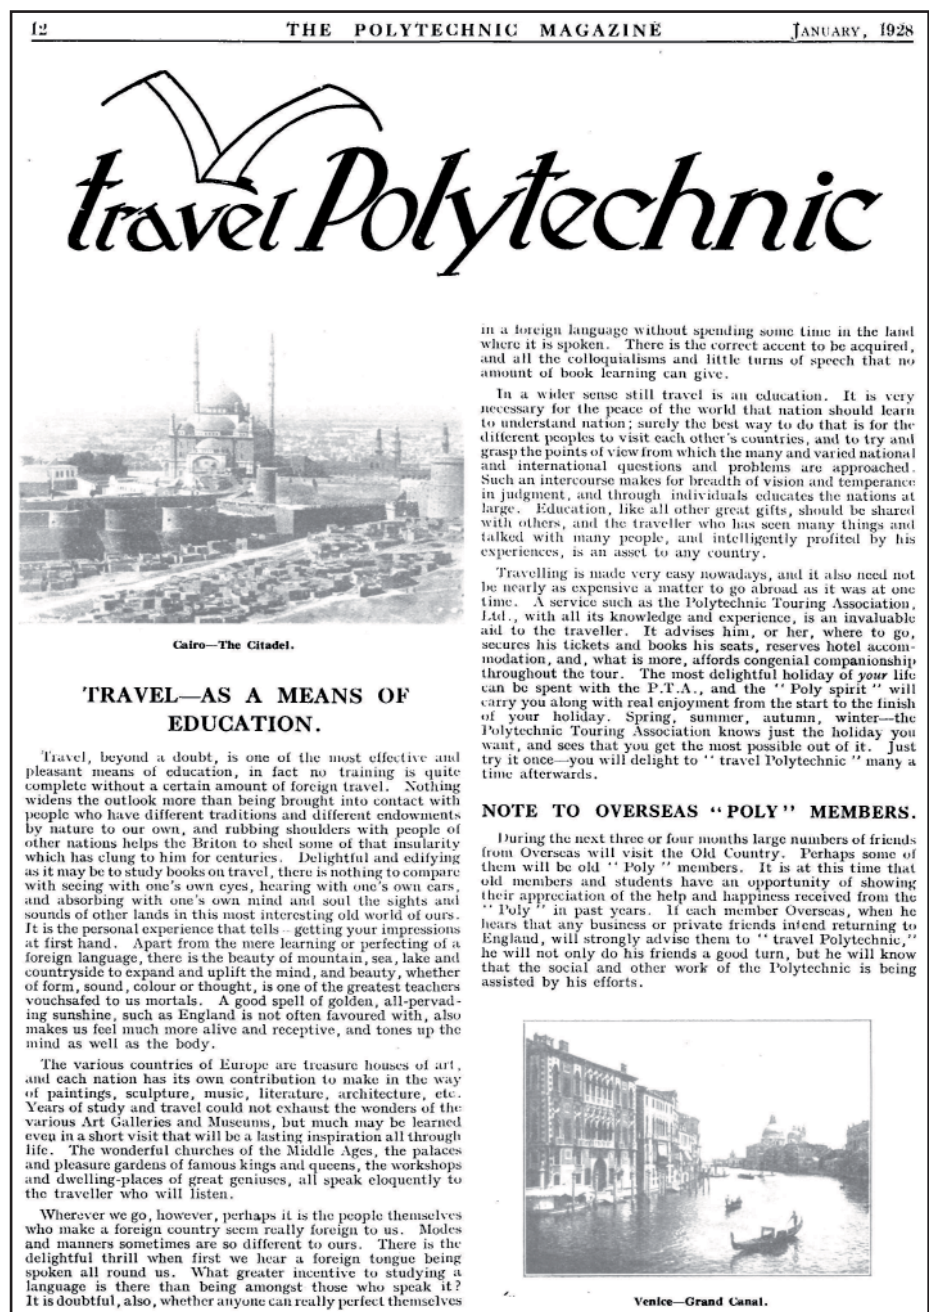 12
THE POLYTECHNIC MAGAZINE
JANUARY, 1928
travel Polytechnic
Cairo—The Citadel.
TRAVEL—AS A MEANS OF
EDUCATION.
Travel, beyond a doubt, is one of the most effective and
pleasant means of education, in fact no training is quite
complete without a certain amount of foreign travel. Nothing
widens the outlook more than being brought into contact with
people who have different traditions and different endowments
by nature to our own, and rubbing shoulders with people of
other nations helps the Briton to shed some of that insularity
which has clung to him for centuries. Delightful and edifying
as it may be to study books on travel, there is nothing to compare
with seeing with one's own eyes, hearing with one's own ears,
and absorbing with one's own mind and soul the sights and
sounds of other lands in this most interesting old world of ours.
It is the personal experience that tells—getting your impressions
at first hand. Apart from the mere learning or perfecting of a
foreign language, there is the beauty of mountain, sea, lake and
countryside to expand and uplift the mind, and beauty, whether
of form, sound, colour or thought, is one of the greatest teachers
vouchsafed to us mortals. A good spell of golden, all-pervad-
ing sunshine, such as England is not often favoured with, also
makes us feel much more alive and receptive, and tones up the
mind as well as the body.
The various countries of Europe are treasure houses of art,
and each nation has its own contribution to make in the way
of paintings, sculpture, music, literature, architecture, etc.
Years of study and travel could not exhaust the wonders of the
various Art Galleries and Museums, but much may be learned
even in a short visit that will be a lasting inspiration all through
life. The wonderful churches of the Middle Ages, the palaces
and pleasure gardens of famous kings and queens, the workshops
and dwelling-places of great geniuses, all speak eloquently to
the traveller who will listen.
Wherever we go, however, perhaps it is the people themselves
who make a foreign country seem really foreign to us. Modes
and manners sometimes are so different to ours. There is the
delightful thrill when first we hear a foreign tongue being
spoken all round us. What greater incentive to studying a
language is there than being amongst those who speak it?
It is doubtful, also, whether anyone can really perfect themselves
in a foreign language without spending some time in the land
where it is spoken. There is the correct accent to be acquired,
and all the colloquialisms and little turns of speech that no
amount of book learning can give.
In a wider sense still travel is an education. It is very
necessary for the peace of the world that nation should learn
to understand nation; surely the best way to do that is for the
different peoples to visit each other's countries, and to try and
grasp the points of view from which the many and varied national
and international questions and problems are approached.
Such an intercourse makes for breadth of vision and temperance
in judgment, and through individuals educates the nations at
large. Education, like all other great gifts, should be shared
with others, and the traveller who has seen many things and
talked with many people, and intelligently profited by his
experiences, is an asset to any country.
Travelling is made very easy nowadays, and it also need not
be nearly as expensive a matter to go abroad as it was at one
time. A service such as the Polytechnic Touring Association,
Ltd., with all its knowledge and experience, is an invaluable
aid to the traveller. It advises him, or her, where to go,
secures his tickets and books his seats, reserves hotel accom-
modation, and, what is more, affords congenial companionship
throughout the tour. The most delightful holiday of your life
can be spent with the P.T.A., and the "Poly spirit" will
carry you along with real enjoyment from the start to the finish
of your holiday. Spring, summer, autumn, winter—the
Polytechnic Touring Association knows just the holiday you
want, and sees that you get the most possible out of it. Just
try it once—you will delight to "travel Polytechnic" many a
time afterwards.
NOTE TO OVERSEAS "POLY" MEMBERS.
During the next three or four months large numbers of friends
from Overseas will visit the Old Country. Perhaps some of
them will be old "Poly" members. It is at this time that
old members and students have an opportunity of showing
their appreciation of the help and happiness received from the
"Poly" in past years. If each member Overseas, when he
hears that any business or private friends intend returning to
England, will strongly advise them to "travel Polytechnic,"
he will not only do his friends a good turn, but he will know
that the social and other work of the Polytechnic is being
assisted by his efforts.
Venice—Grand Canal.